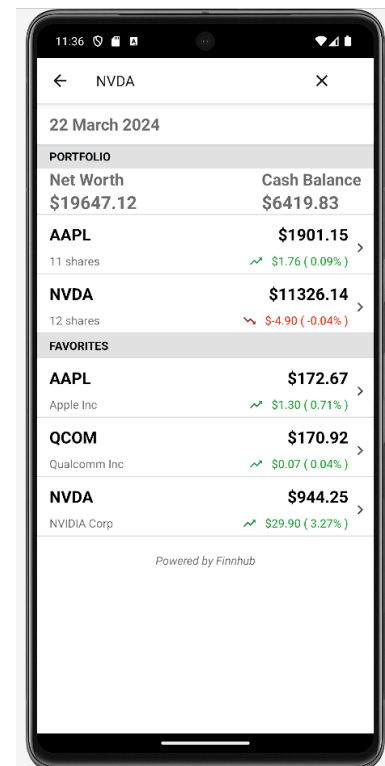 11:36
NVDA
22 March 2024
PORTFOLIO
Net Worth Cash Balance
$19647.12 $6419.83
AAPL $1901.15
11 shares $1.76 ( 0.09% )
NVDA $11326.14
12 shares $-4.90 ( -0.04% )
FAVORITES
AAPL $172.67
Apple Inc $1.30 ( 0.71% )
QCOM $170.92
Qualcomm Inc $0.07 ( 0.04% )
NVDA $944.25
NVIDIA Corp $29.90 ( 3.27% )
Powered by Finnhub